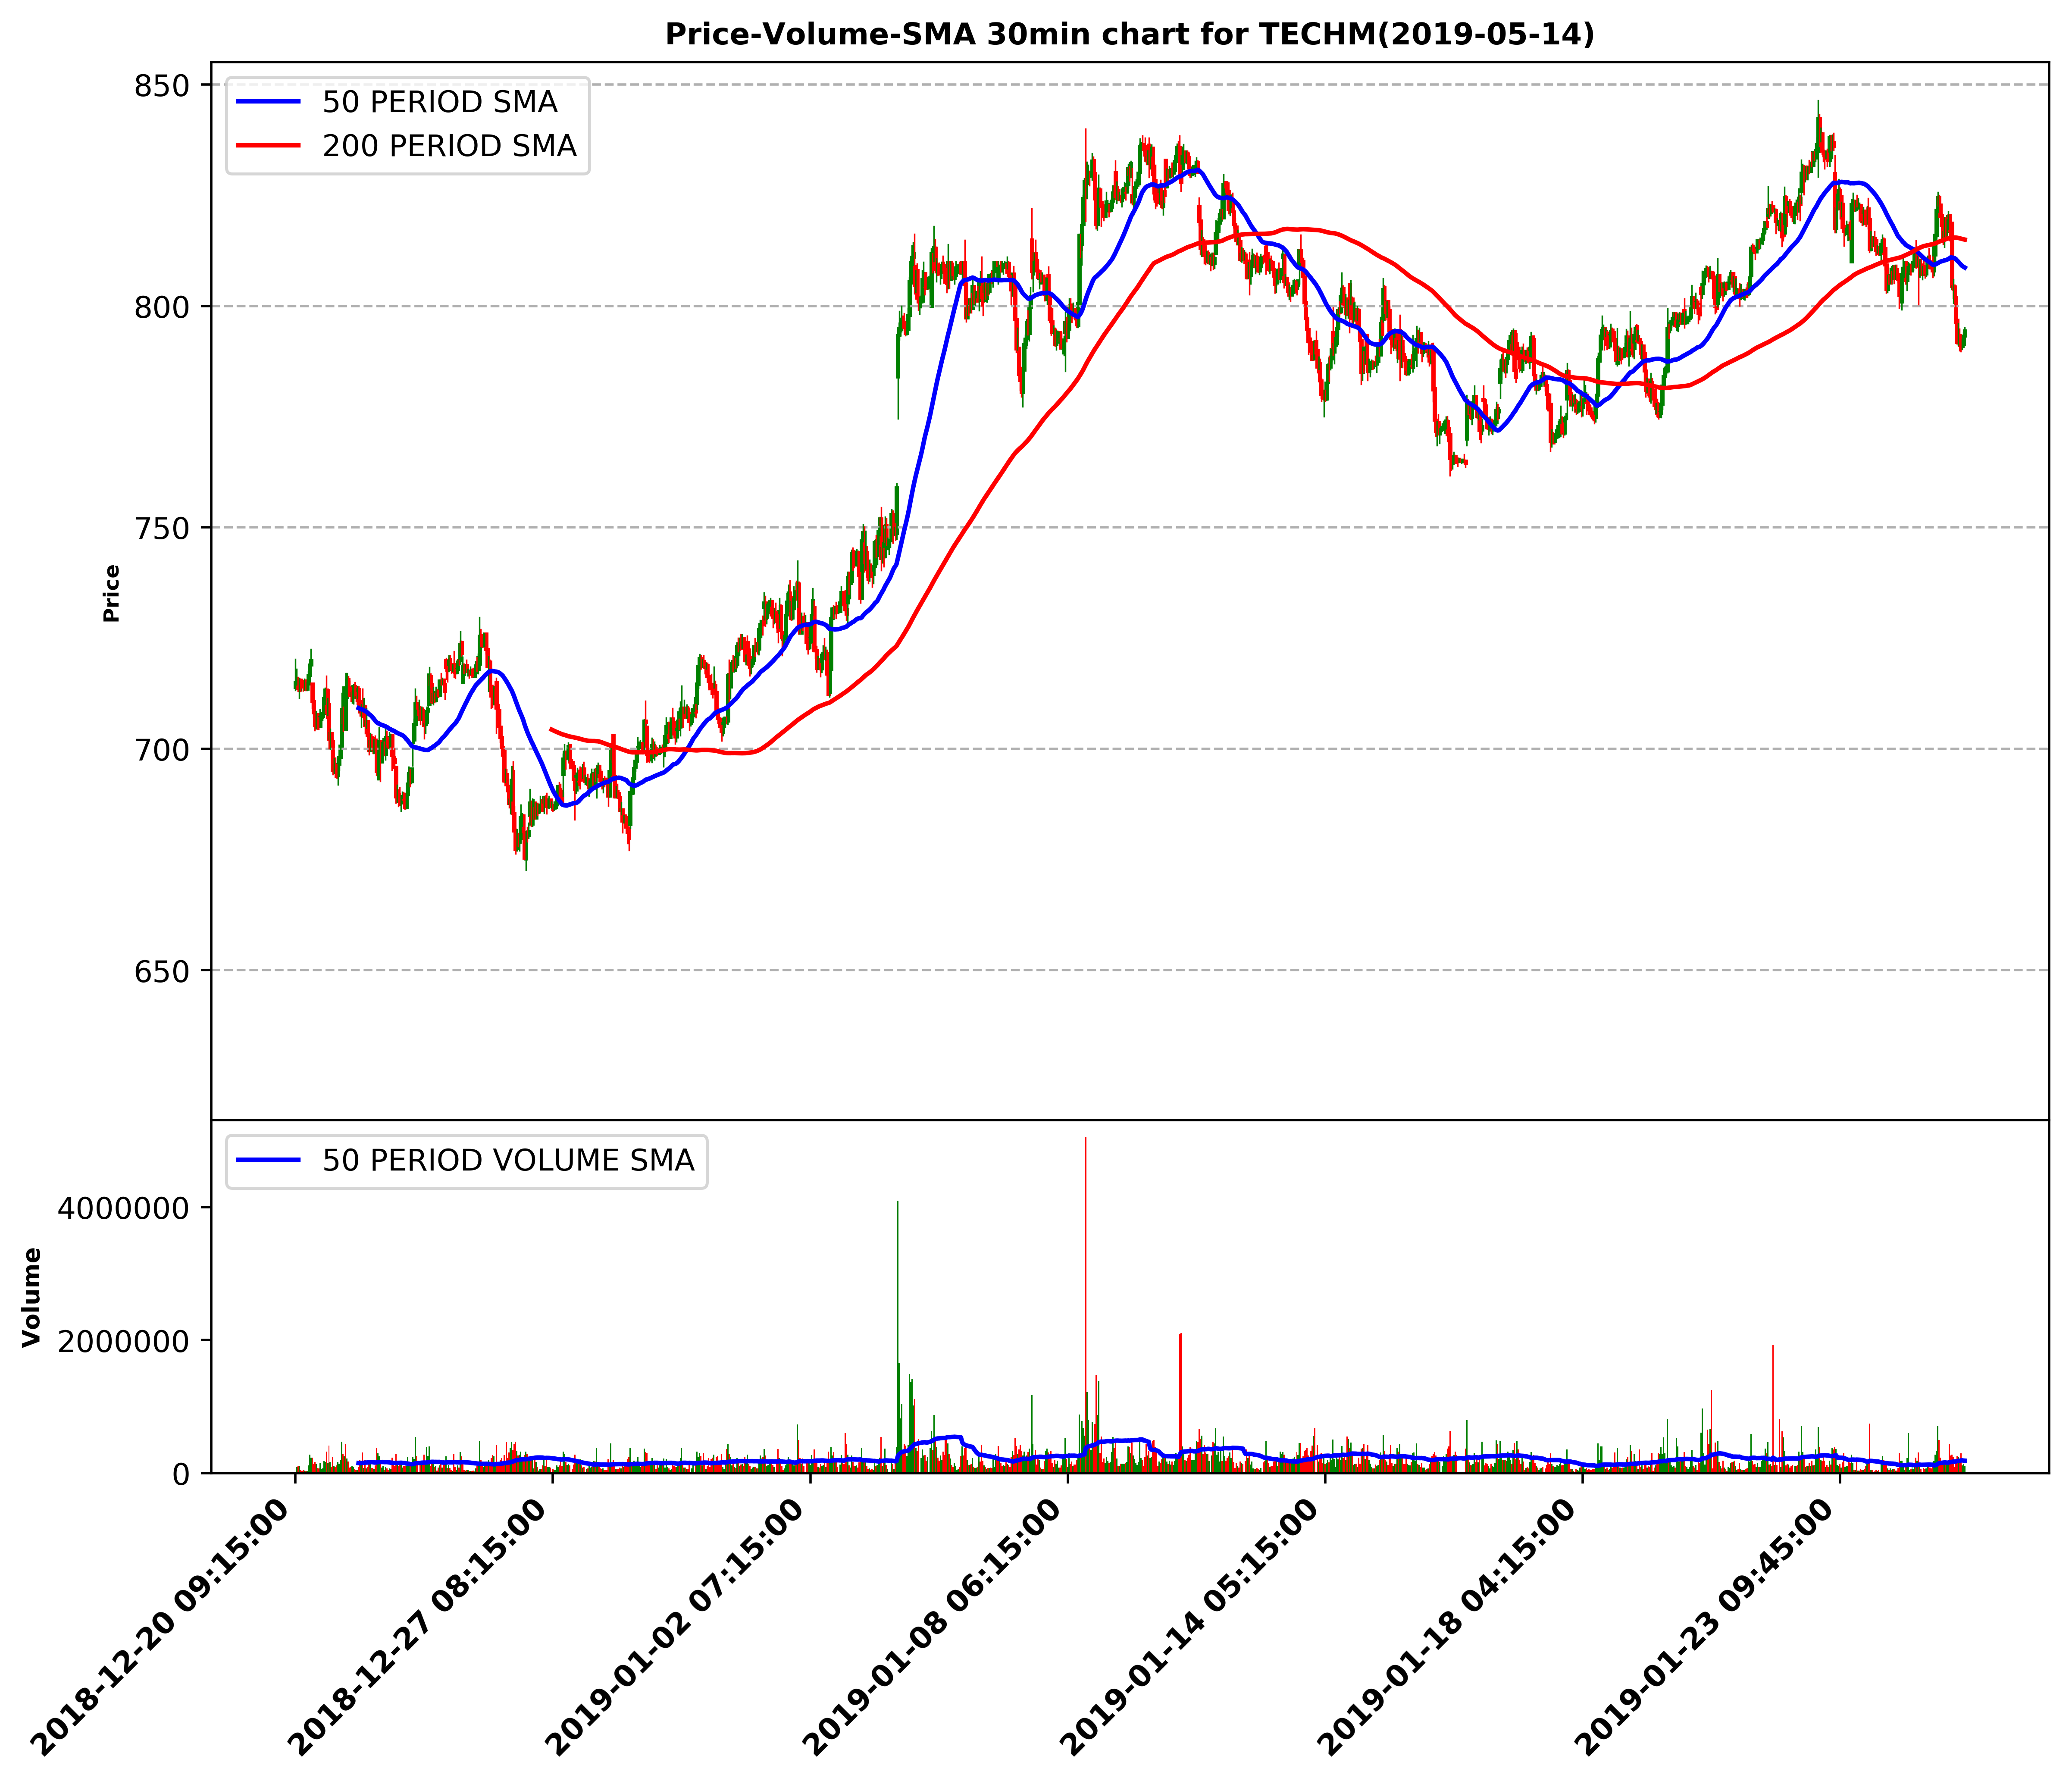 Price-Volume-SMA 30min chart for TECHM(2019-05-14)
50 PERIOD SMA
200 PERIOD SMA
850
800
750
700
650
Price
50 PERIOD VOLUME SMA
4000000
2000000
0
Volume
2018-12-20 09:15:00
2018-12-27 08:15:00
2019-01-02 07:15:00
2019-01-08 06:15:00
2019-01-14 05:15:00
2019-01-18 04:15:00
2019-01-23 09:45:00